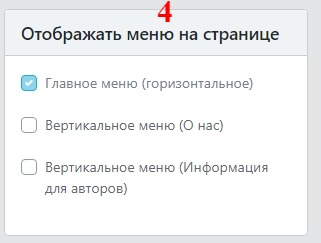 4
Отображать меню на странице
Главное меню (горизонтальное)
Вертикальное меню (О нас)
Вертикальное меню (Информация
для авторов)